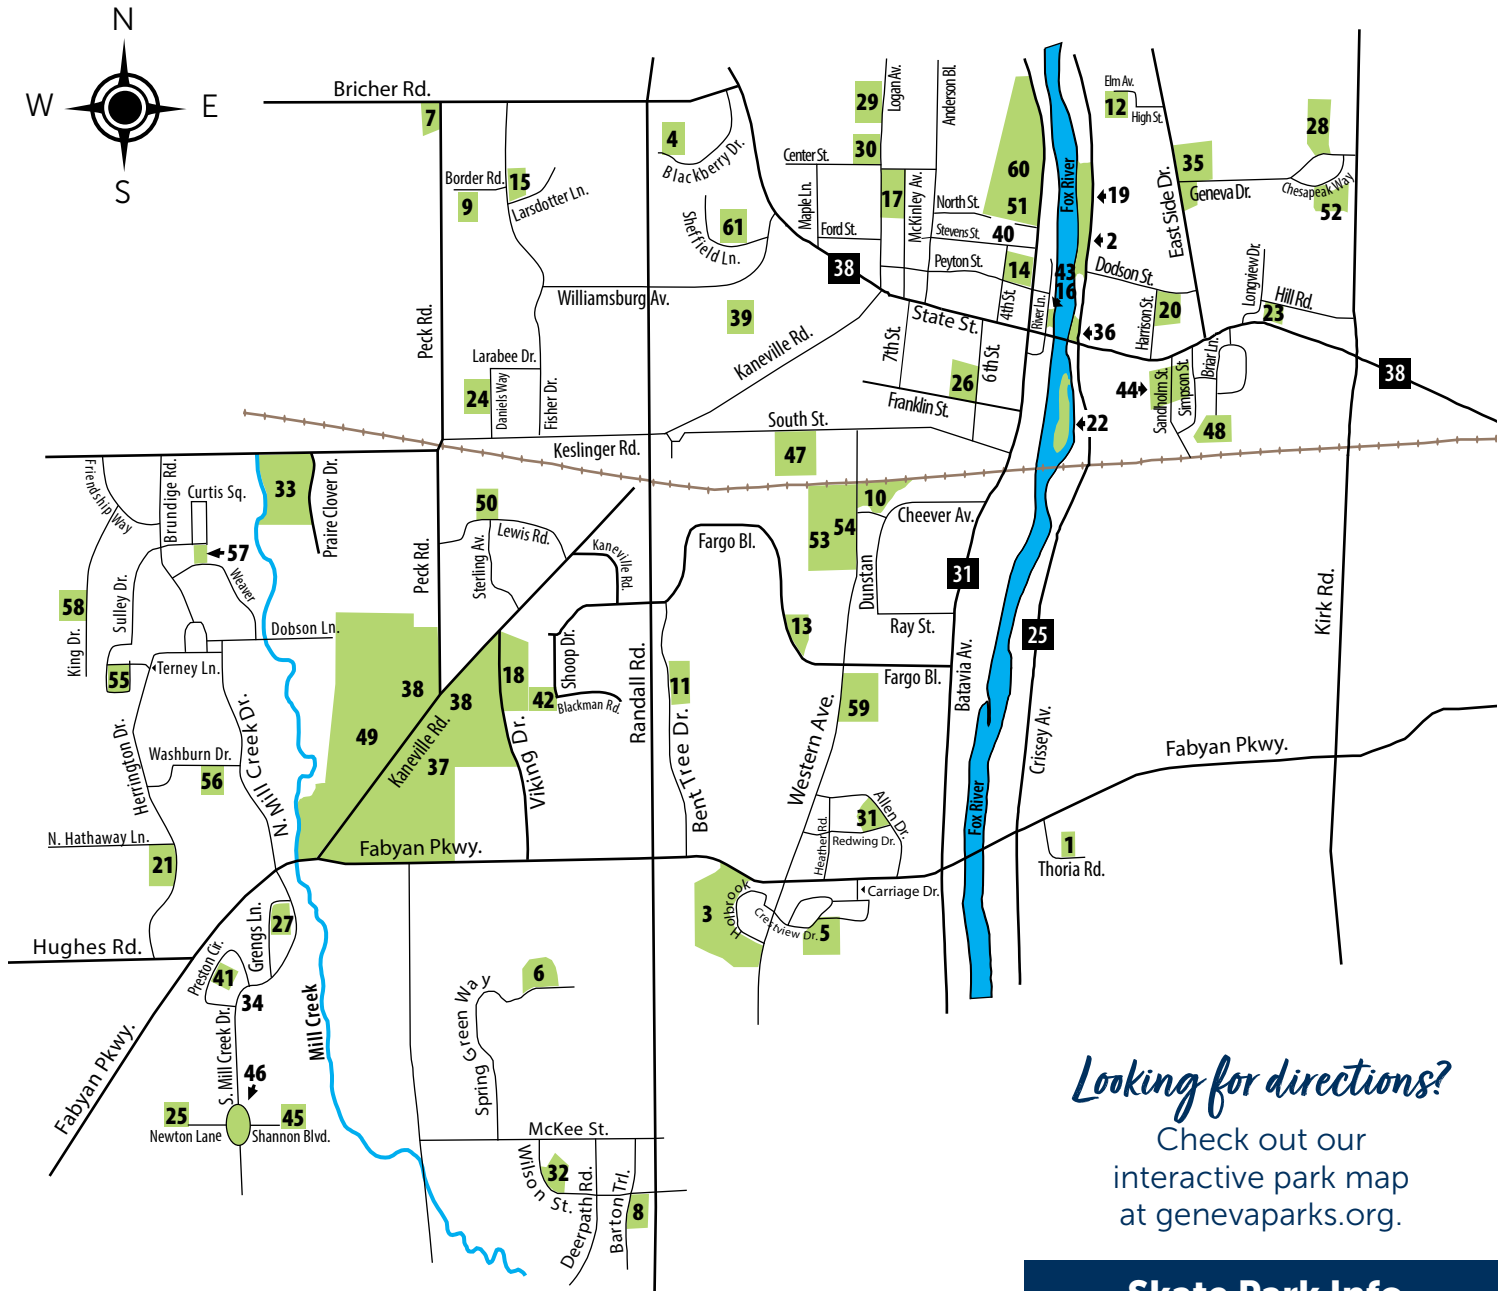 N
W
E
S
Bricher Rd.
7
4
Blackberry Dr.
Border Rd.
15
9
Larsdotter Ln.
Sheffield Ln.
61
Williamsburg Av.
39
Peck Rd.
Larabee Dr.
24
Daniels Way
Fisher Dr.
Kaneville Rd.
Keslinger Rd.
South St.
47
29
Logan Av.
Anderson Bl.
30
Center St.
Maple Ln.
17
McKinley Av.
North St.
Ford St.
Stevens St.
40
Peyton St.
38
60
51
14
4th St.
River Ln.
43
16
Fox River
19
2
36
State St.
7th St.
6th St.
26
Franklin St.
22
Elm Av.
12
High St.
East Side Dr.
35
Geneva Dr.
28
Chesapeak Way
52
Dodson St.
Harrison St.
20
Longview Dr.
Hill Rd.
23
44
Sandholm St.
Simpson St.
Briar Ln.
48
38
Friendship Way
Brundige Rd.
Curtis Sq.
33
Praire Clover Dr.
57
Weaver
58
King Dr.
Sulley Dr.
Dobson Ln.
55
Terney Ln.
Herrington Dr.
Washburn Dr.
56
N. Mill Creek Dr.
N. Hathaway Ln.
21
Peck Rd.
50
Lewis Rd.
Sterling Av.
Kaneville Rd.
38
38
49
37
Kaneville Rd.
18
42
Shoop Dr.
Blackman Rd.
Viking Dr.
Randall Rd.
Fargo Bl.
11
Bent Tree Dr.
13
53
54
10
Cheever Av.
Dunstan
Ray St.
Fargo Bl.
59
Western Ave.
31
Batavia Av.
25
Crissey Av.
Kirk Rd.
Fabyan Pkwy.
Fox River
31
Allen Dr.
Heather Rd.
Redwing Dr.
1
Thoria Rd.
Fabyan Pkwy.
3
Holbrook
Crestview Dr.
5
Carriage Dr.
Hughes Rd.
27
Grengs Ln.
Preston Cir.
41
34
S. Mill Creek Dr.
46
25
45
Newton Lane
Shannon Blvd.
Fabyan Pkwy.
Mill Creek
6
Spring Green Way
McKee St.
Wilson St.
32
Deerpath Rd.
Barton Trl.
8
Looking for directions?
Check out our
interactive park map
at genevaparks.org.
Skate Park Info